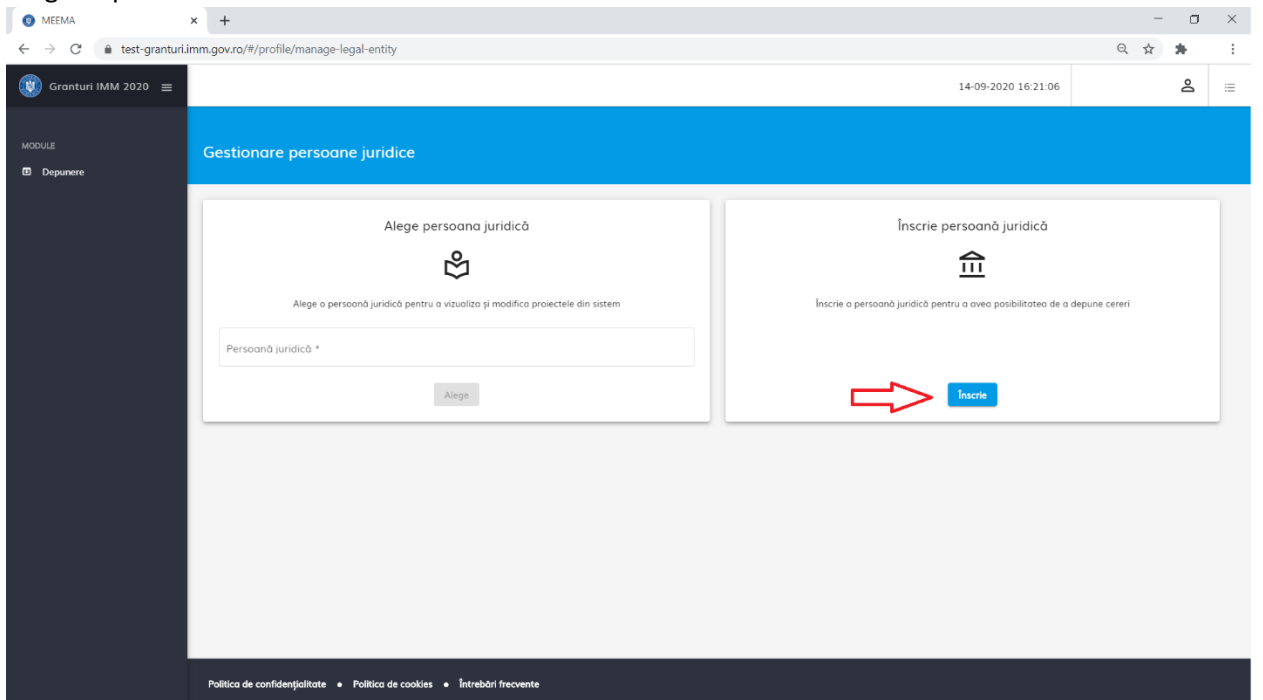 MEEMA
test-granturi.imm.gov.ro/#/profile/manage-legal-entity
Granturi IMM 2020
14-09-2020 16:21:06
MODULE
Depunere
Gestionare persoane juridice
Alege persoana juridică
Alege o persoană juridică pentru a vizualiza și modifica proiectele din sistem
Persoană juridică *
Alege
Înscrie persoană juridică
Înscrie o persoană juridică pentru a avea posibilitatea de a depune cereri
Înscrie
Politica de confidențialitate • Politica de cookies • Întrebări frecvente